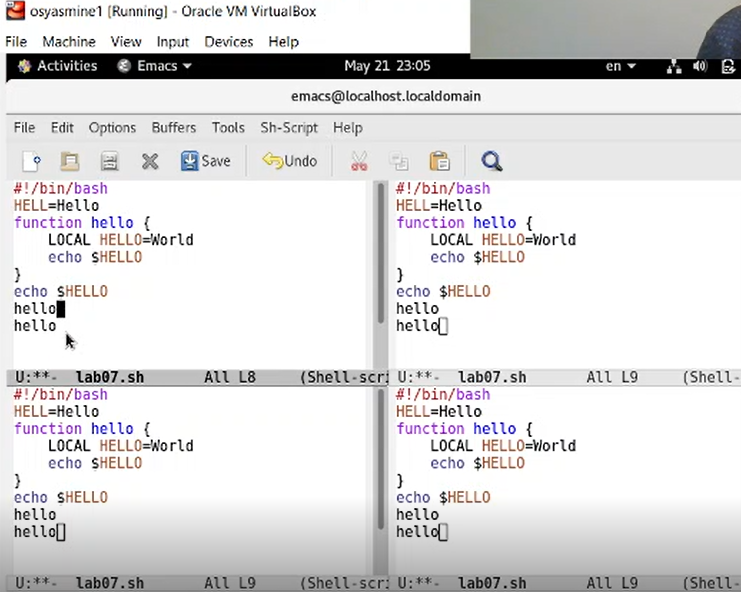 osyasmine1 [Running] - Oracle VM VirtualBox
File Machine View Input Devices Help
Activities Emacs May 21 23:05 en
emacs@localhost.localdomain
File Edit Options Buffers Tools Sh-Script Help
Save Undo
#!/bin/bash
HELL=Hello
function hello {
LOCAL HELLO=World
echo $HELLO
}
echo $HELLO
hello
hello
U:**- lab07.sh All L8 (Shell-scri
#!/bin/bash
HELL=Hello
function hello {
LOCAL HELLO=World
echo $HELLO
}
echo $HELLO
hello
hello
U:**- lab07.sh All L9 (Shell-
#!/bin/bash
HELL=Hello
function hello {
LOCAL HELLO=World
echo $HELLO
}
echo $HELLO
hello
hello
U:**- lab07.sh All L9 (Shell-scri
#!/bin/bash
HELL=Hello
function hello {
LOCAL HELLO=World
echo $HELLO
}
echo $HELLO
hello
hello
U:**- lab07.sh All L9 (Shell-